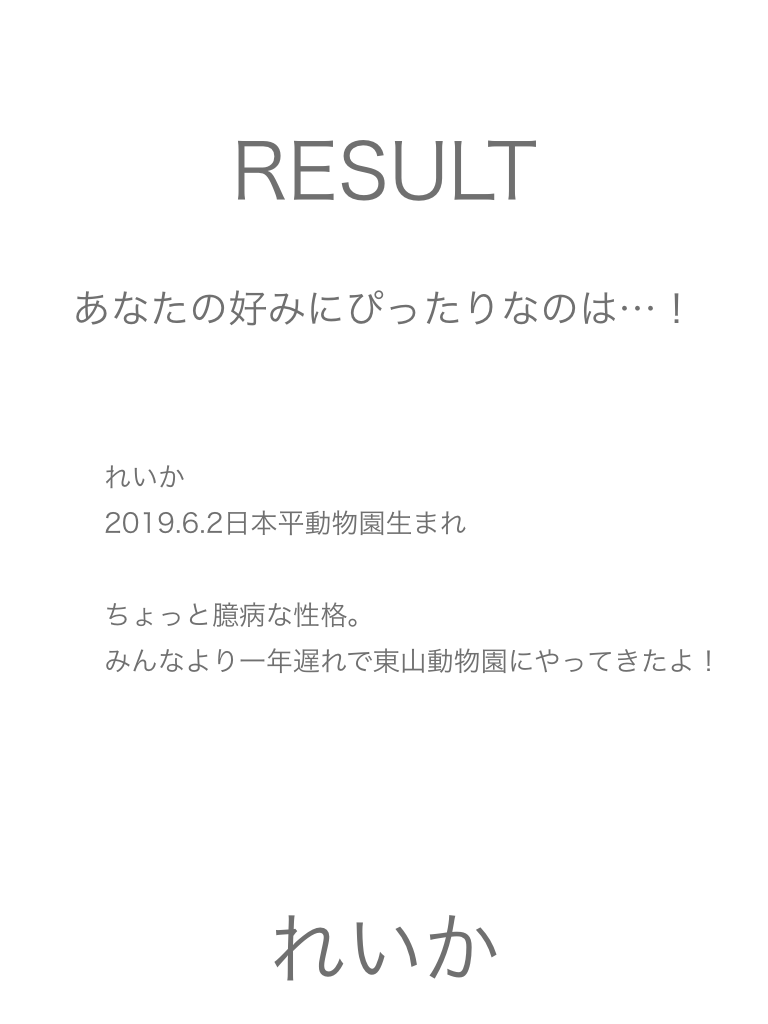 RESULT
あなたの好みにぴったりなのは…！
れいか
2019.6.2日本平動物園生まれ
ちょっと臆病な性格。
みんなより一年遅れで東山動物園にやってきたよ！
れいか